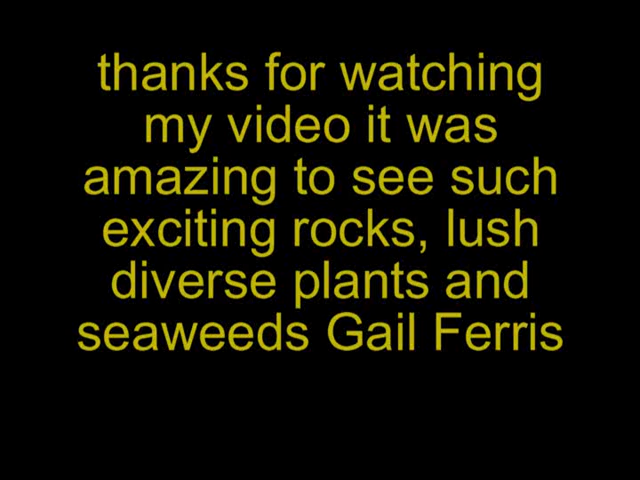 thanks for watching
my video it was
amazing to see such
exciting rocks, lush
diverse plants and
seaweeds Gail Ferris